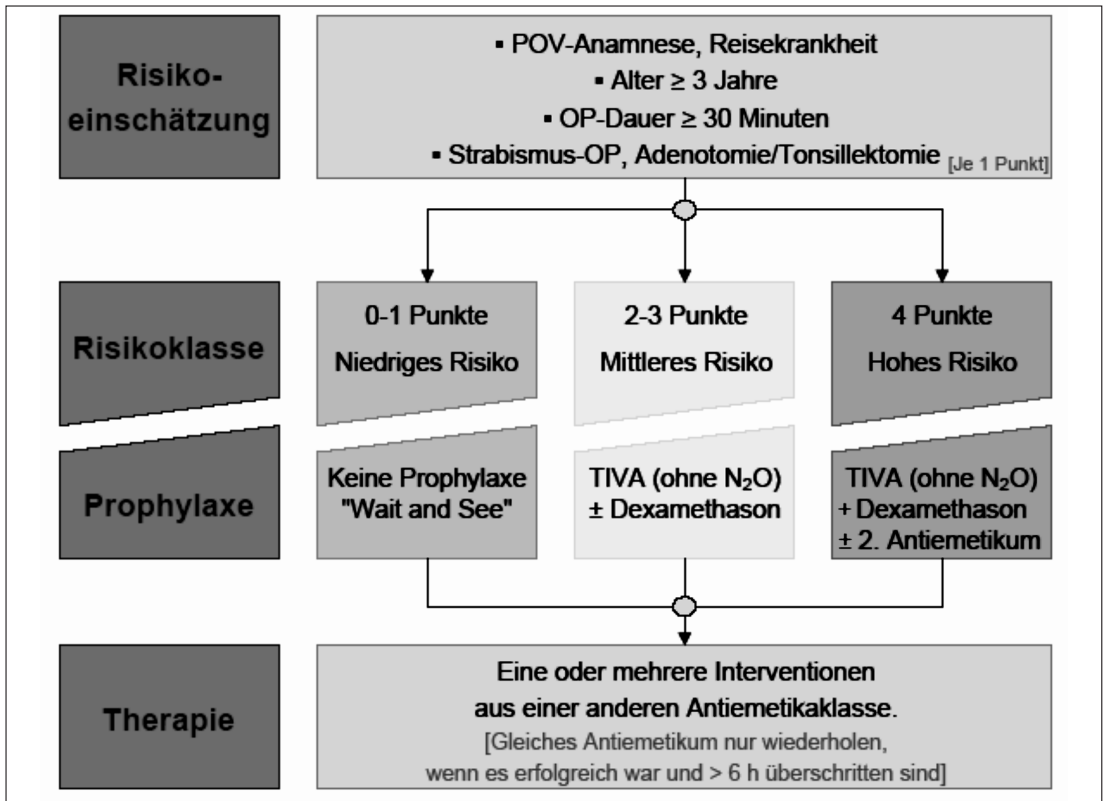 Risiko-
einschätzung
▪ POV-Anamnese, Reisekrankheit
▪ Alter ≥ 3 Jahre
▪ OP-Dauer ≥ 30 Minuten
▪ Strabismus-OP, Adenotomie/Tonsillektomie [Je 1 Punkt]
Risikoklasse
0-1 Punkte
Niedriges Risiko
2-3 Punkte
Mittleres Risiko
4 Punkte
Hohes Risiko
Prophylaxe
Keine Prophylaxe
"Wait and See"
TIVA (ohne N₂O)
± Dexamethason
TIVA (ohne N₂O)
+ Dexamethason
± 2. Antiemetikum
Therapie
Eine oder mehrere Interventionen
aus einer anderen Antiemetikaklasse.
[Gleiches Antiemetikum nur wiederholen,
wenn es erfolgreich war und > 6 h überschritten sind]